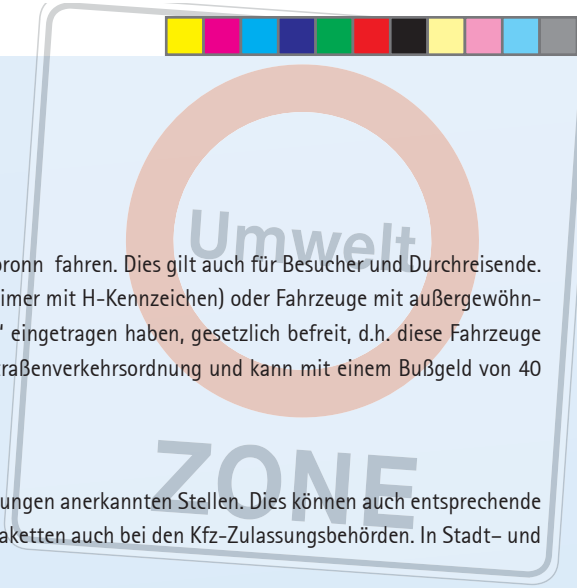 Umwelt
bronn fahren. Dies gilt auch für Besucher und Durchreisende.
imer mit H-Kennzeichen) oder Fahrzeuge mit außergewöhn-
“ eingetragen haben, gesetzlich befreit, d.h. diese Fahrzeuge
raßenverkehrsordnung und kann mit einem Bußgeld von 40
ZONE
ungen anerkannten Stellen. Dies können auch entsprechende
aketten auch bei den Kfz-Zulassungsbehörden. In Stadt- und